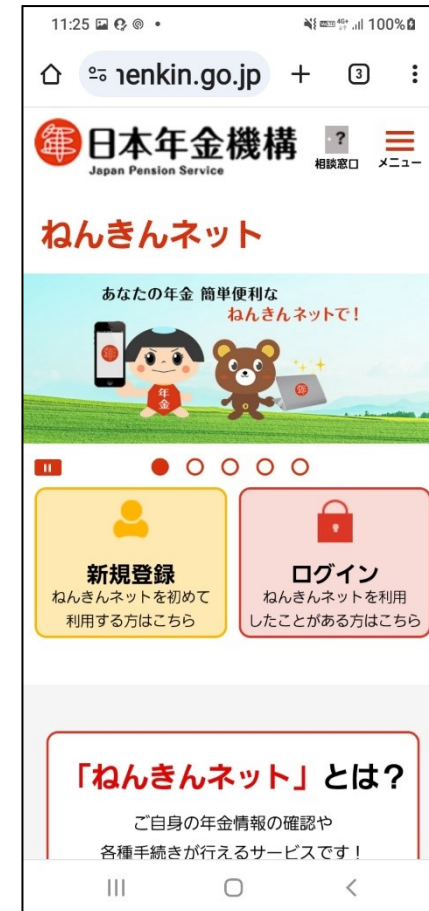 11:25
4G+
100%
nenkin.go.jp
3
年
日本年金機構
Japan Pension Service
?
相談窓口
メニュー
ねんきんネット
あなたの年金 簡単便利な
ねんきんネットで！
年金
新規登録
ねんきんネットを初めて
利用する方はこちら
ログイン
ねんきんネットを利用
したことがある方はこちら
「ねんきんネット」とは？
ご自身の年金情報の確認や
各種手続きが行えるサービスです！